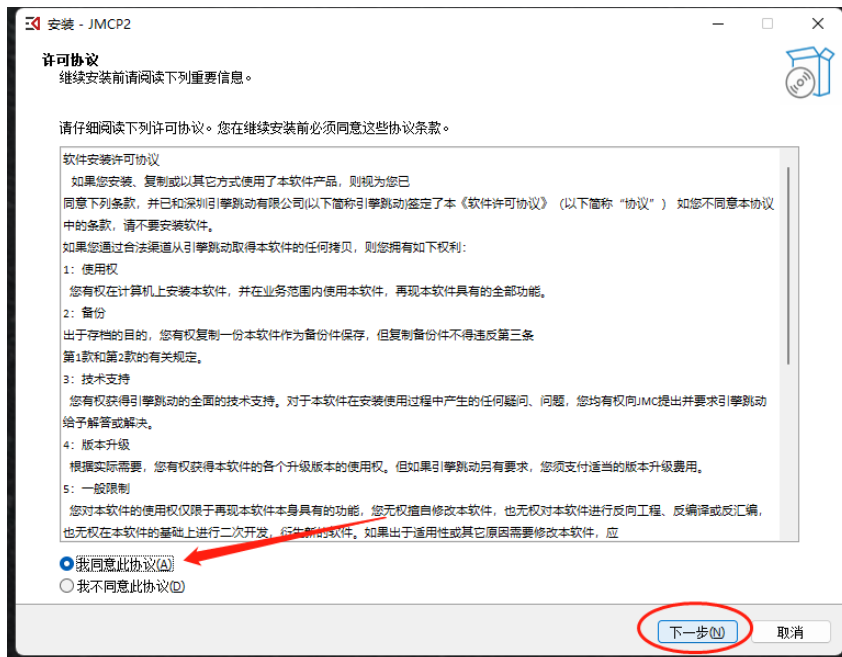 安装 - JMCP2
许可协议
继续安装前请阅读下列重要信息。
请仔细阅读下列许可协议。您在继续安装前必须同意这些协议条款。
软件安装许可协议
如果您安装、复制或以其它方式使用了本软件产品，则视为您已
同意下列条款，并已和深圳引擎跳动有限公司(以下简称引擎跳动)签定了本《软件许可协议》（以下简称“协议”）如您不同意本协议
中的条款，请不要安装软件。
如果您通过合法渠道从引擎跳动取得本软件的任何拷贝，则您拥有如下权利：
1：使用权
您有权在计算机上安装本软件，并在业务范围内使用本软件，再现本软件具有的全部功能。
2：备份
出于存档的目的，您有权复制一份本软件作为备份件保存，但复制备份件不得违反第三条
第1款和第2款的有关规定。
3：技术支持
您有权获得引擎跳动的全面的技术支持。对于本软件在安装使用过程中产生的任何疑问、问题，您均有权向JMC提出并要求引擎跳动
给予解答或解决。
4：版本升级
根据实际需要，您有权获得本软件的各个升级版本的使用权。但如果引擎跳动另有要求，您须支付适当的版本升级费用。
5：一般限制
您对本软件的使用权仅限于再现本软件本身具有的功能，您无权擅自修改本软件，也无权对本软件进行反向工程、反编译或反汇编，
也无权在本软件的基础上进行二次开发，衍生新的软件。如果出于适用性或其它原因需要修改本软件，应
我同意此协议(A)
我不同意此协议(D)
下一步(N)
取消